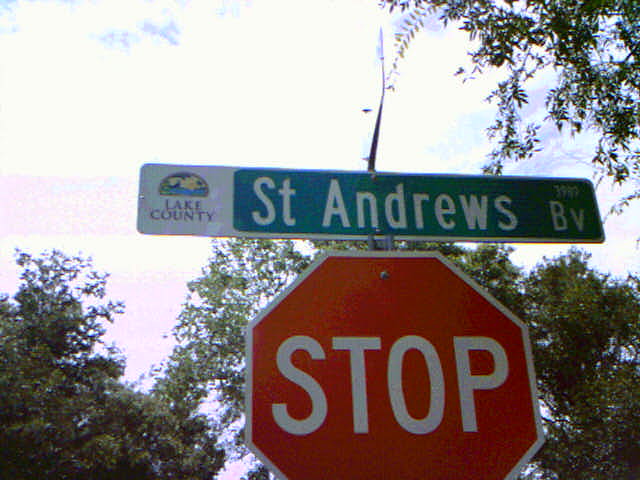 LAKE
COUNTY
St Andrews Bv
STOP